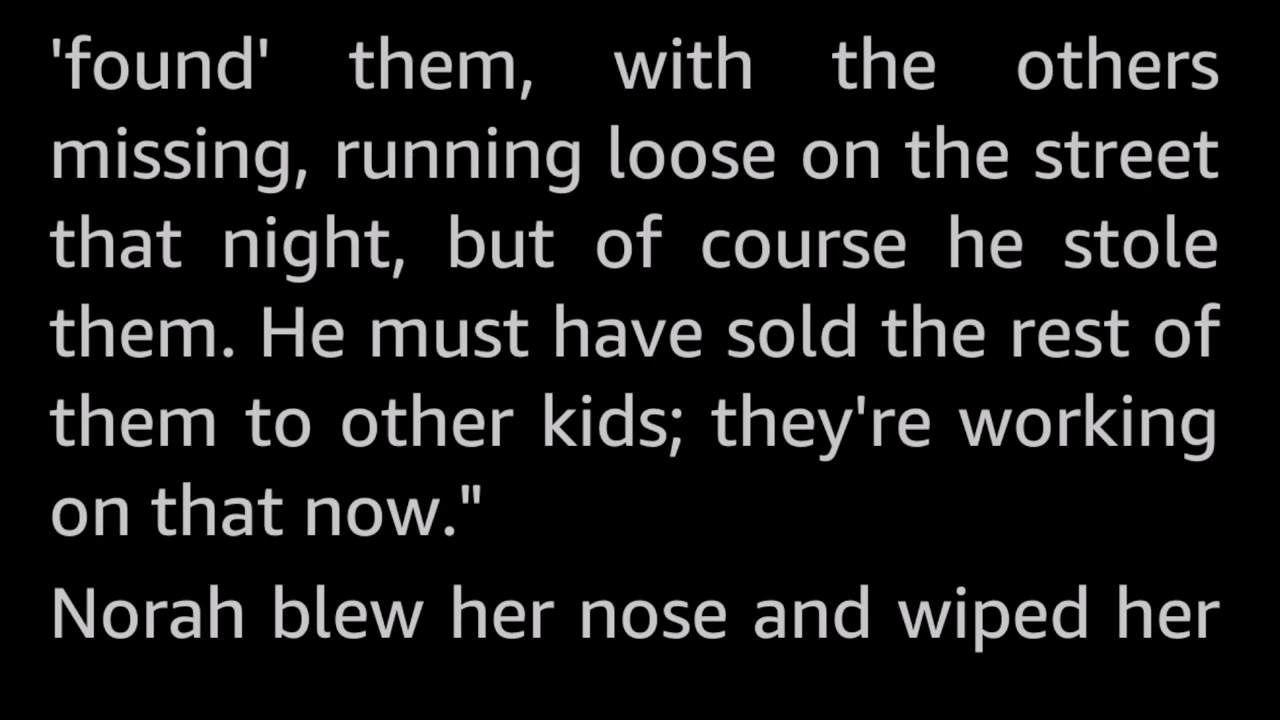 'found' them, with the others
missing, running loose on the street
that night, but of course he stole
them. He must have sold the rest of
them to other kids; they're working
on that now."
Norah blew her nose and wiped her